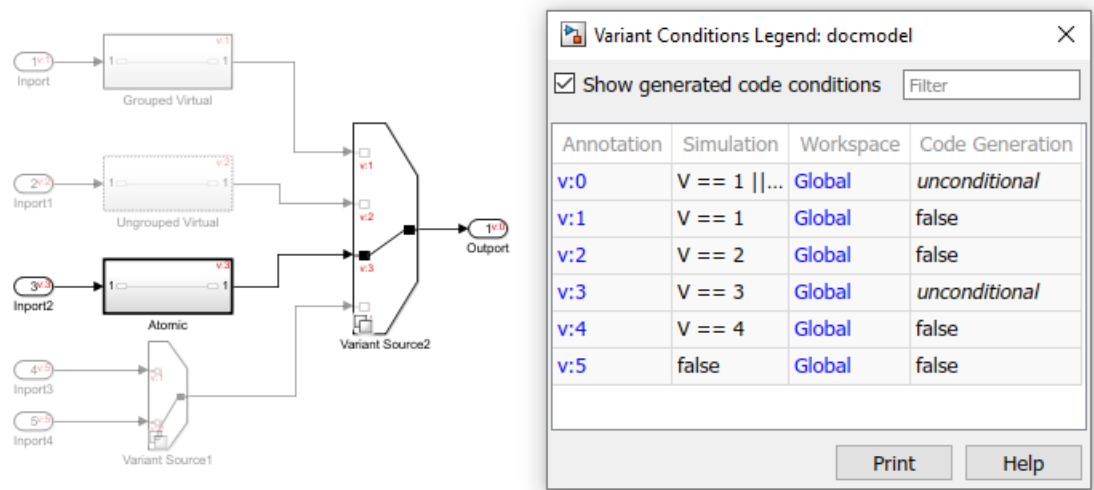 Variant Conditions Legend: docmodel
Show generated code conditions
Filter
Annotation Simulation Workspace Code Generation
v:0 V == 1 ||... Global unconditional
v:1 V == 1 Global false
v:2 V == 2 Global false
v:3 V == 3 Global unconditional
v:4 V == 4 Global false
v:5 false Global false
Print Help
1 v:1
Inport
v:1
1 1
Grouped Virtual
v:1
2 v:2
Inport1
v:2
1 1
Ungrouped Virtual
v:2
3 v:3
Inport2
v:3
1 1
Atomic
v:3
1 v:0
Outport
Variant Source2
4 v:5
Inport3
5 v:5
Inport4
Variant Source1